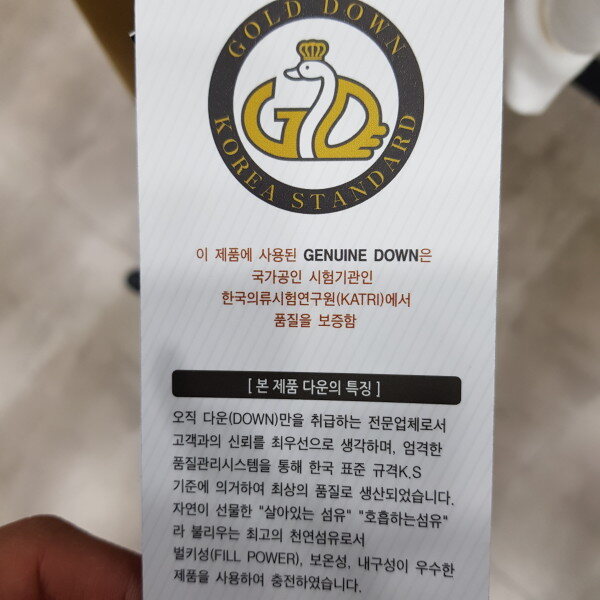 GOLD DOWN
GD
KOREA STANDARD
이 제품에 사용된 GENUINE DOWN은
국가공인 시험기관인
한국의류시험연구원(KATRI)에서
품질을 보증함
[ 본 제품 다운의 특징 ]
오직 다운(DOWN)만을 취급하는 전문업체로서
고객과의 신뢰를 최우선으로 생각하며, 엄격한
품질관리시스템을 통해 한국 표준 규격K.S
기준에 의거하여 최상의 품질로 생산되었습니다.
자연이 선물한 "살아있는 섬유" "호흡하는섬유"
라 불리우는 최고의 천연섬유로서
벌키성(FILL POWER), 보온성, 내구성이 우수한
제품을 사용하여 충전하였습니다.